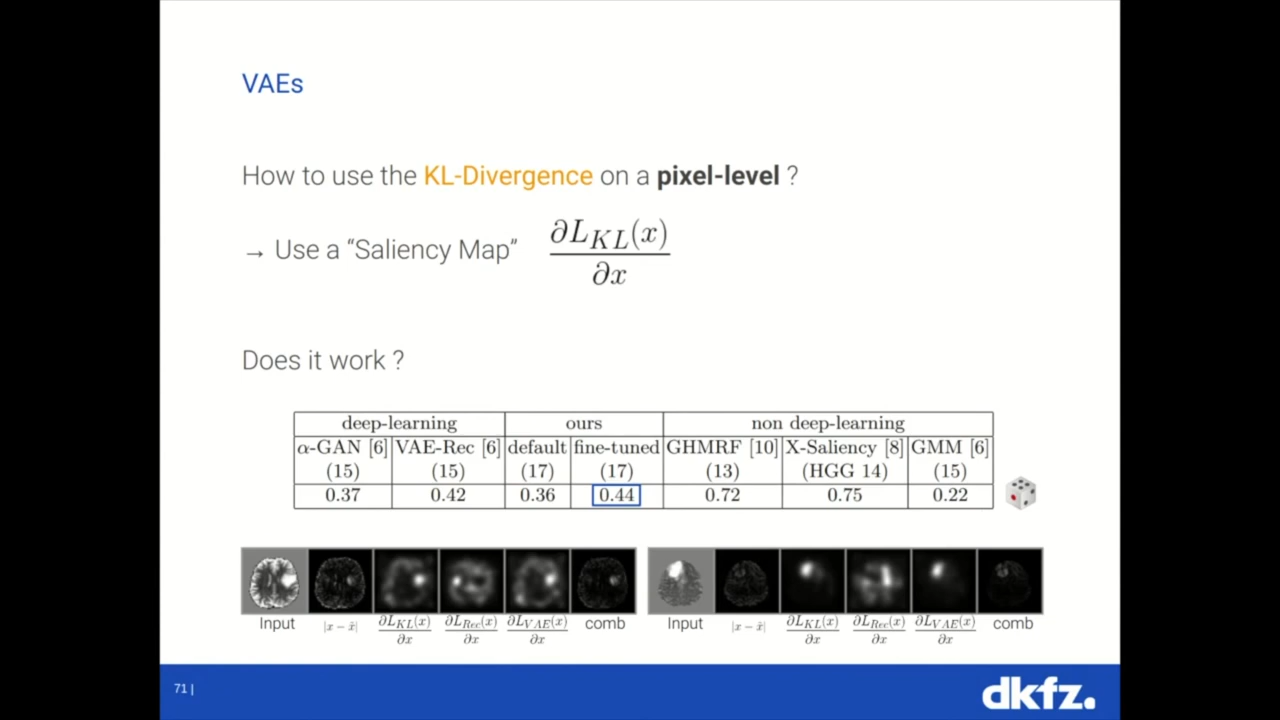 VAEs
How to use the KL-Divergence on a pixel-level ?
→ Use a “Saliency Map” ∂L_KL(x) / ∂x
Does it work ?
deep-learning ours non deep-learning
α-GAN [6] VAE-Rec [6] default fine-tuned GHMRF [10] X-Saliency [8] GMM [6]
(15) (15) (17) (17) (13) (HGG 14) (15)
0.37 0.42 0.36 0.44 0.72 0.75 0.22
Input |x − x̂| ∂L_KL(x)/∂x ∂L_Rec(x)/∂x ∂L_VAE(x)/∂x comb Input |x − x̂| ∂L_KL(x)/∂x ∂L_Rec(x)/∂x ∂L_VAE(x)/∂x comb
71 |
dkfz.